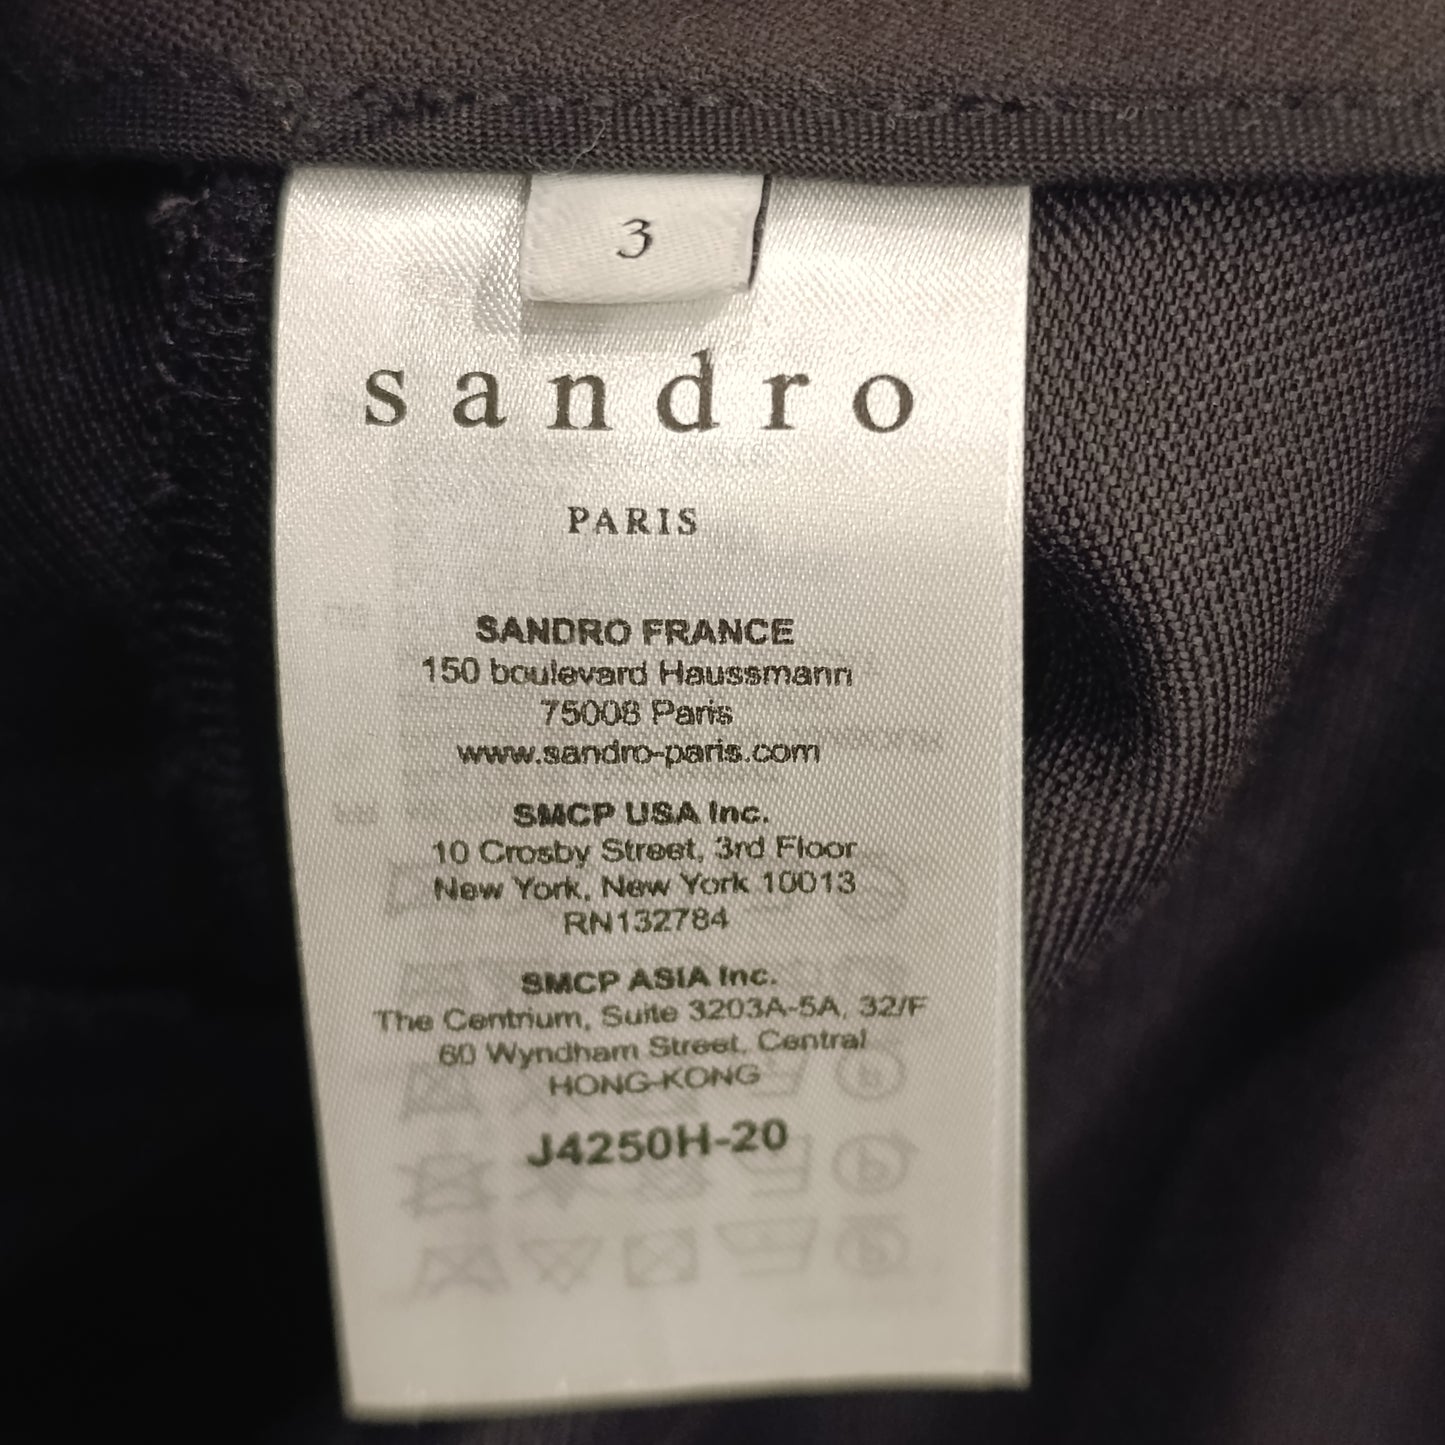 3
sandro
PARIS
SANDRO FRANCE
150 boulevard Haussmann
75008 Paris
www.sandro-paris.com
SMCP USA Inc.
10 Crosby Street, 3rd Floor
New York, New York 10013
RN132784
SMCP ASIA Inc.
The Centrium, Suite 3203A-5A, 32/F
60 Wyndham Street, Central
HONG-KONG
J4250H-20